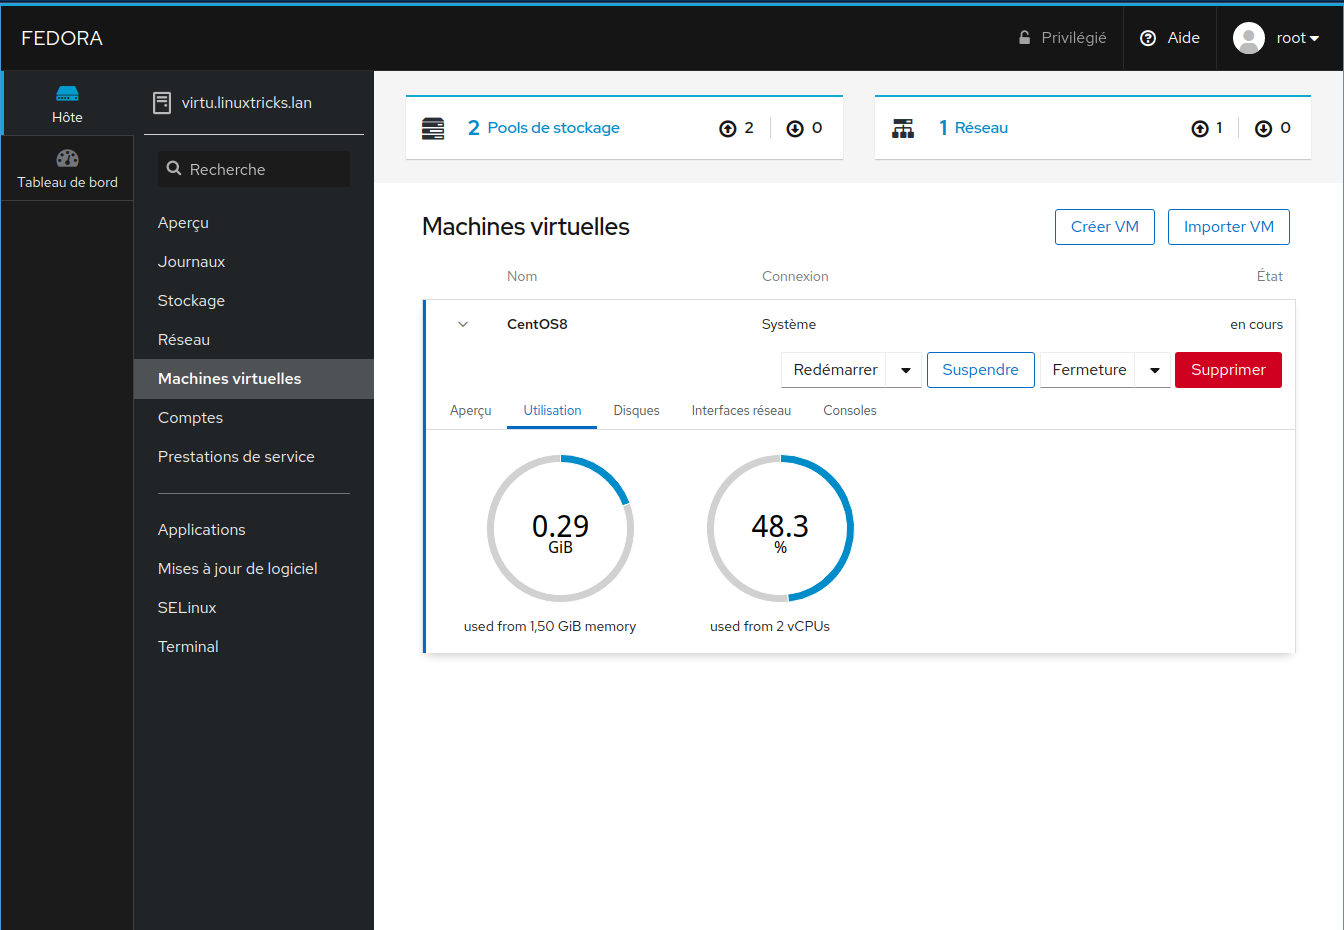 FEDORA
Privilégié
Aide
root
Hôte
Tableau de bord
virtu.linuxtricks.lan
Recherche
Aperçu
Journaux
Stockage
Réseau
Machines virtuelles
Comptes
Prestations de service
Applications
Mises à jour de logiciel
SELinux
Terminal
2 Pools de stockage 2 0
1 Réseau 1 0
Machines virtuelles
Créer VM Importer VM
Nom Connexion État
CentOS8 Système en cours
Redémarrer Suspendre Fermeture Supprimer
Aperçu Utilisation Disques Interfaces réseau Consoles
0.29
GiB
used from 1,50 GiB memory
48.3
%
used from 2 vCPUs